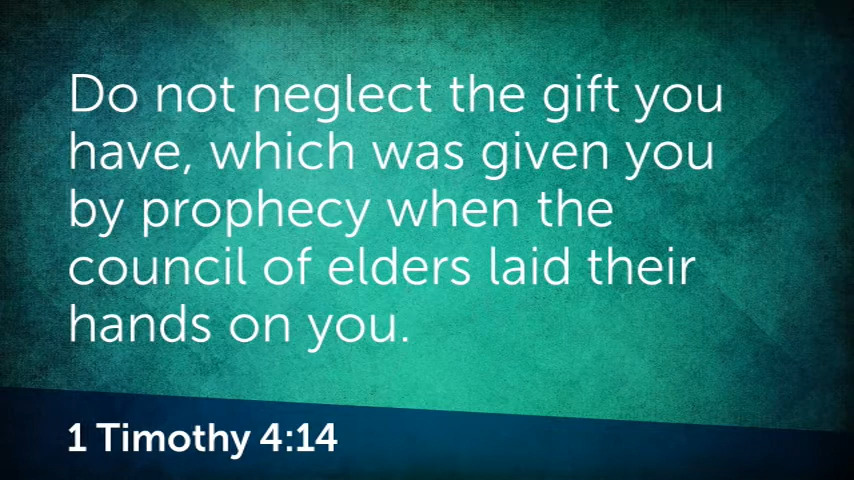 Do not neglect the gift you
have, which was given you
by prophecy when the
council of elders laid their
hands on you.
1 Timothy 4:14